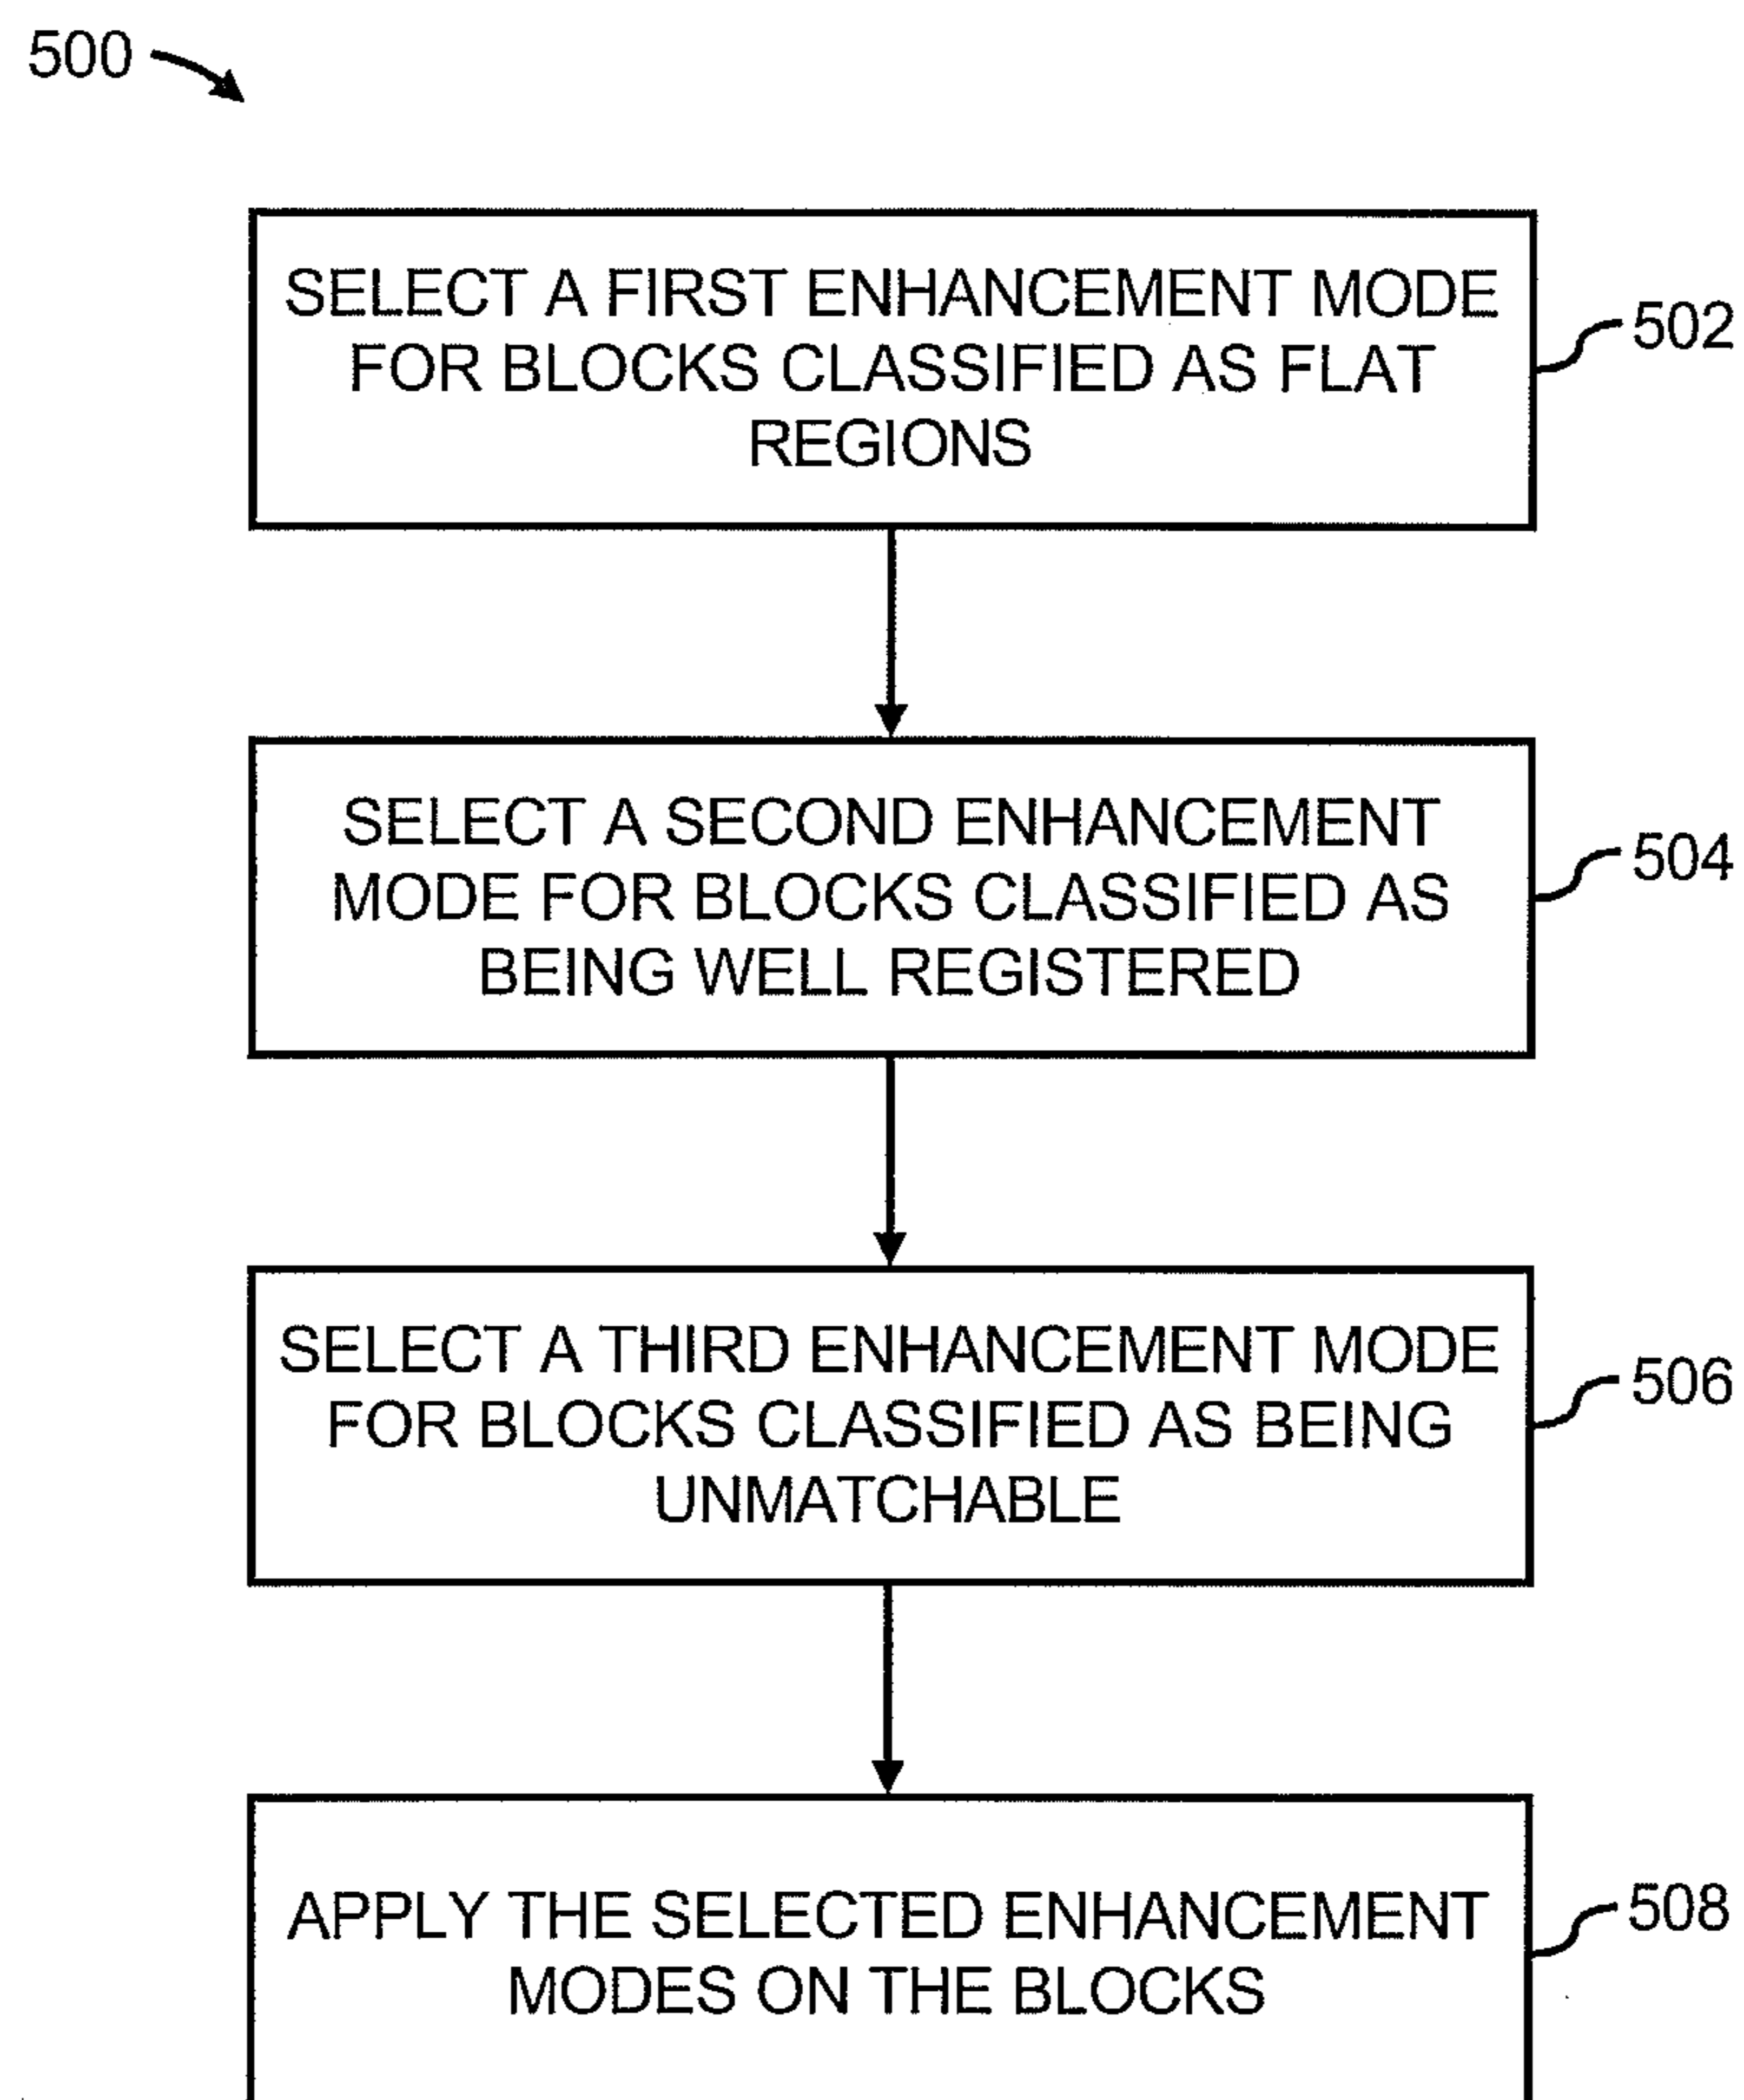 500
SELECT A FIRST ENHANCEMENT MODE
FOR BLOCKS CLASSIFIED AS FLAT
REGIONS
502
SELECT A SECOND ENHANCEMENT
MODE FOR BLOCKS CLASSIFIED AS
BEING WELL REGISTERED
504
SELECT A THIRD ENHANCEMENT MODE
FOR BLOCKS CLASSIFIED AS BEING
UNMATCHABLE
506
APPLY THE SELECTED ENHANCEMENT
MODES ON THE BLOCKS
508